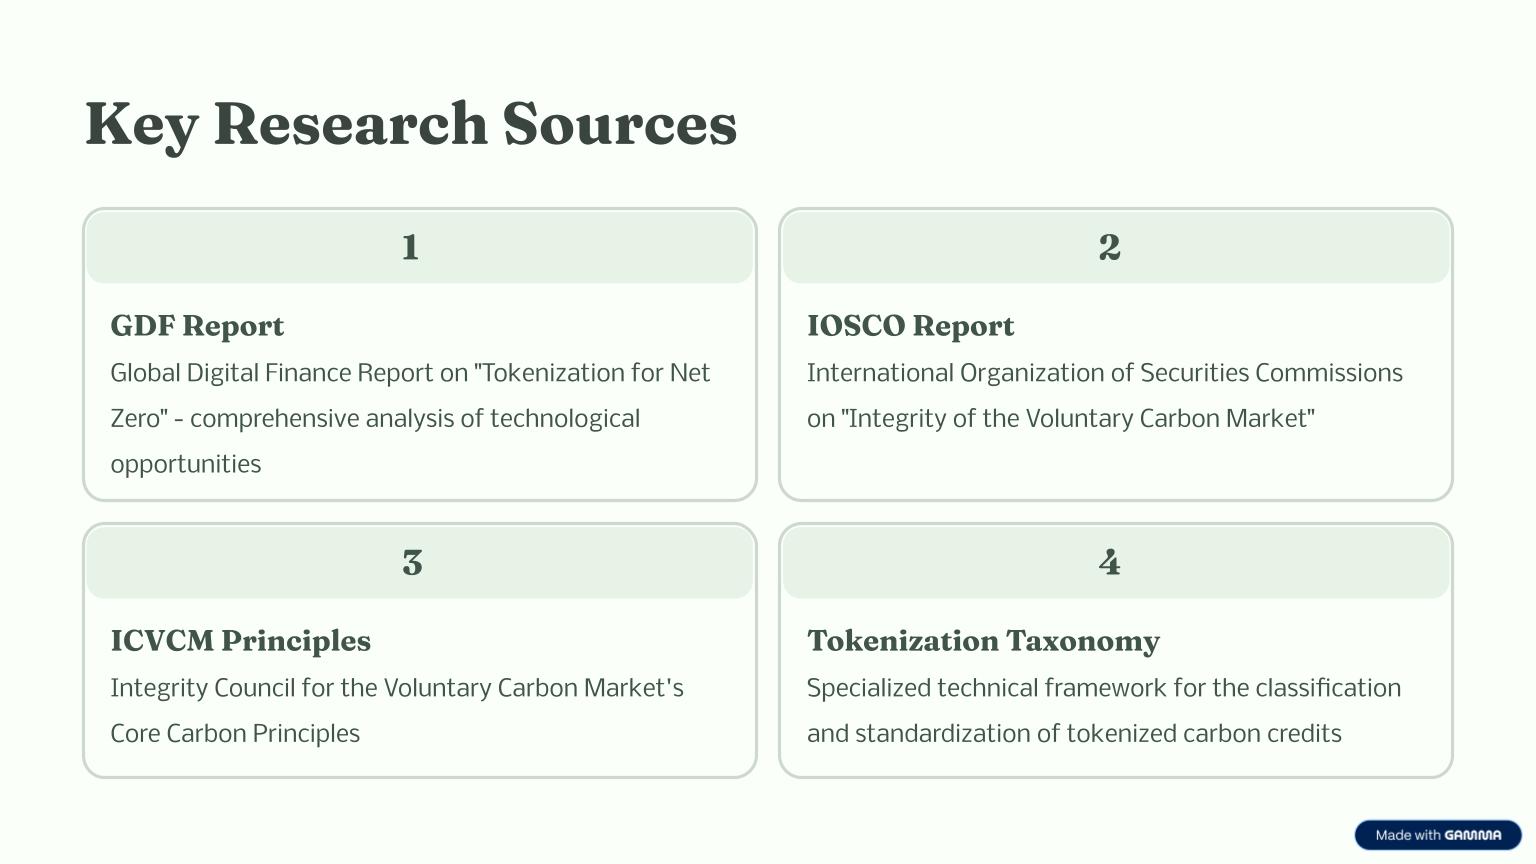 Key Research Sources
1
GDF Report
Global Digital Finance Report on "Tokenization for Net
Zero" - comprehensive analysis of technological
opportunities
2
IOSCO Report
International Organization of Securities Commissions
on "Integrity of the Voluntary Carbon Market"
3
ICVCM Principles
Integrity Council for the Voluntary Carbon Market's
Core Carbon Principles
4
Tokenization Taxonomy
Specialized technical framework for the classification
and standardization of tokenized carbon credits
Made with GAMMA